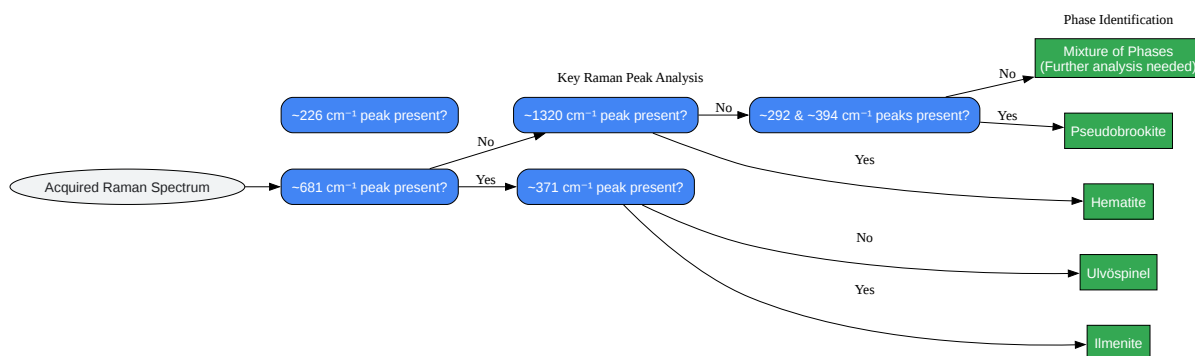 Phase Identification
Mixture of Phases
(Further analysis needed)
No
Key Raman Peak Analysis
~226 cm⁻¹ peak present?
~1320 cm⁻¹ peak present?
No
~292 & ~394 cm⁻¹ peaks present?
Yes
Pseudobrookite
No
Yes
Acquired Raman Spectrum
~681 cm⁻¹ peak present?
Yes
~371 cm⁻¹ peak present?
Hematite
No
Ulvöspinel
Yes
Ilmenite